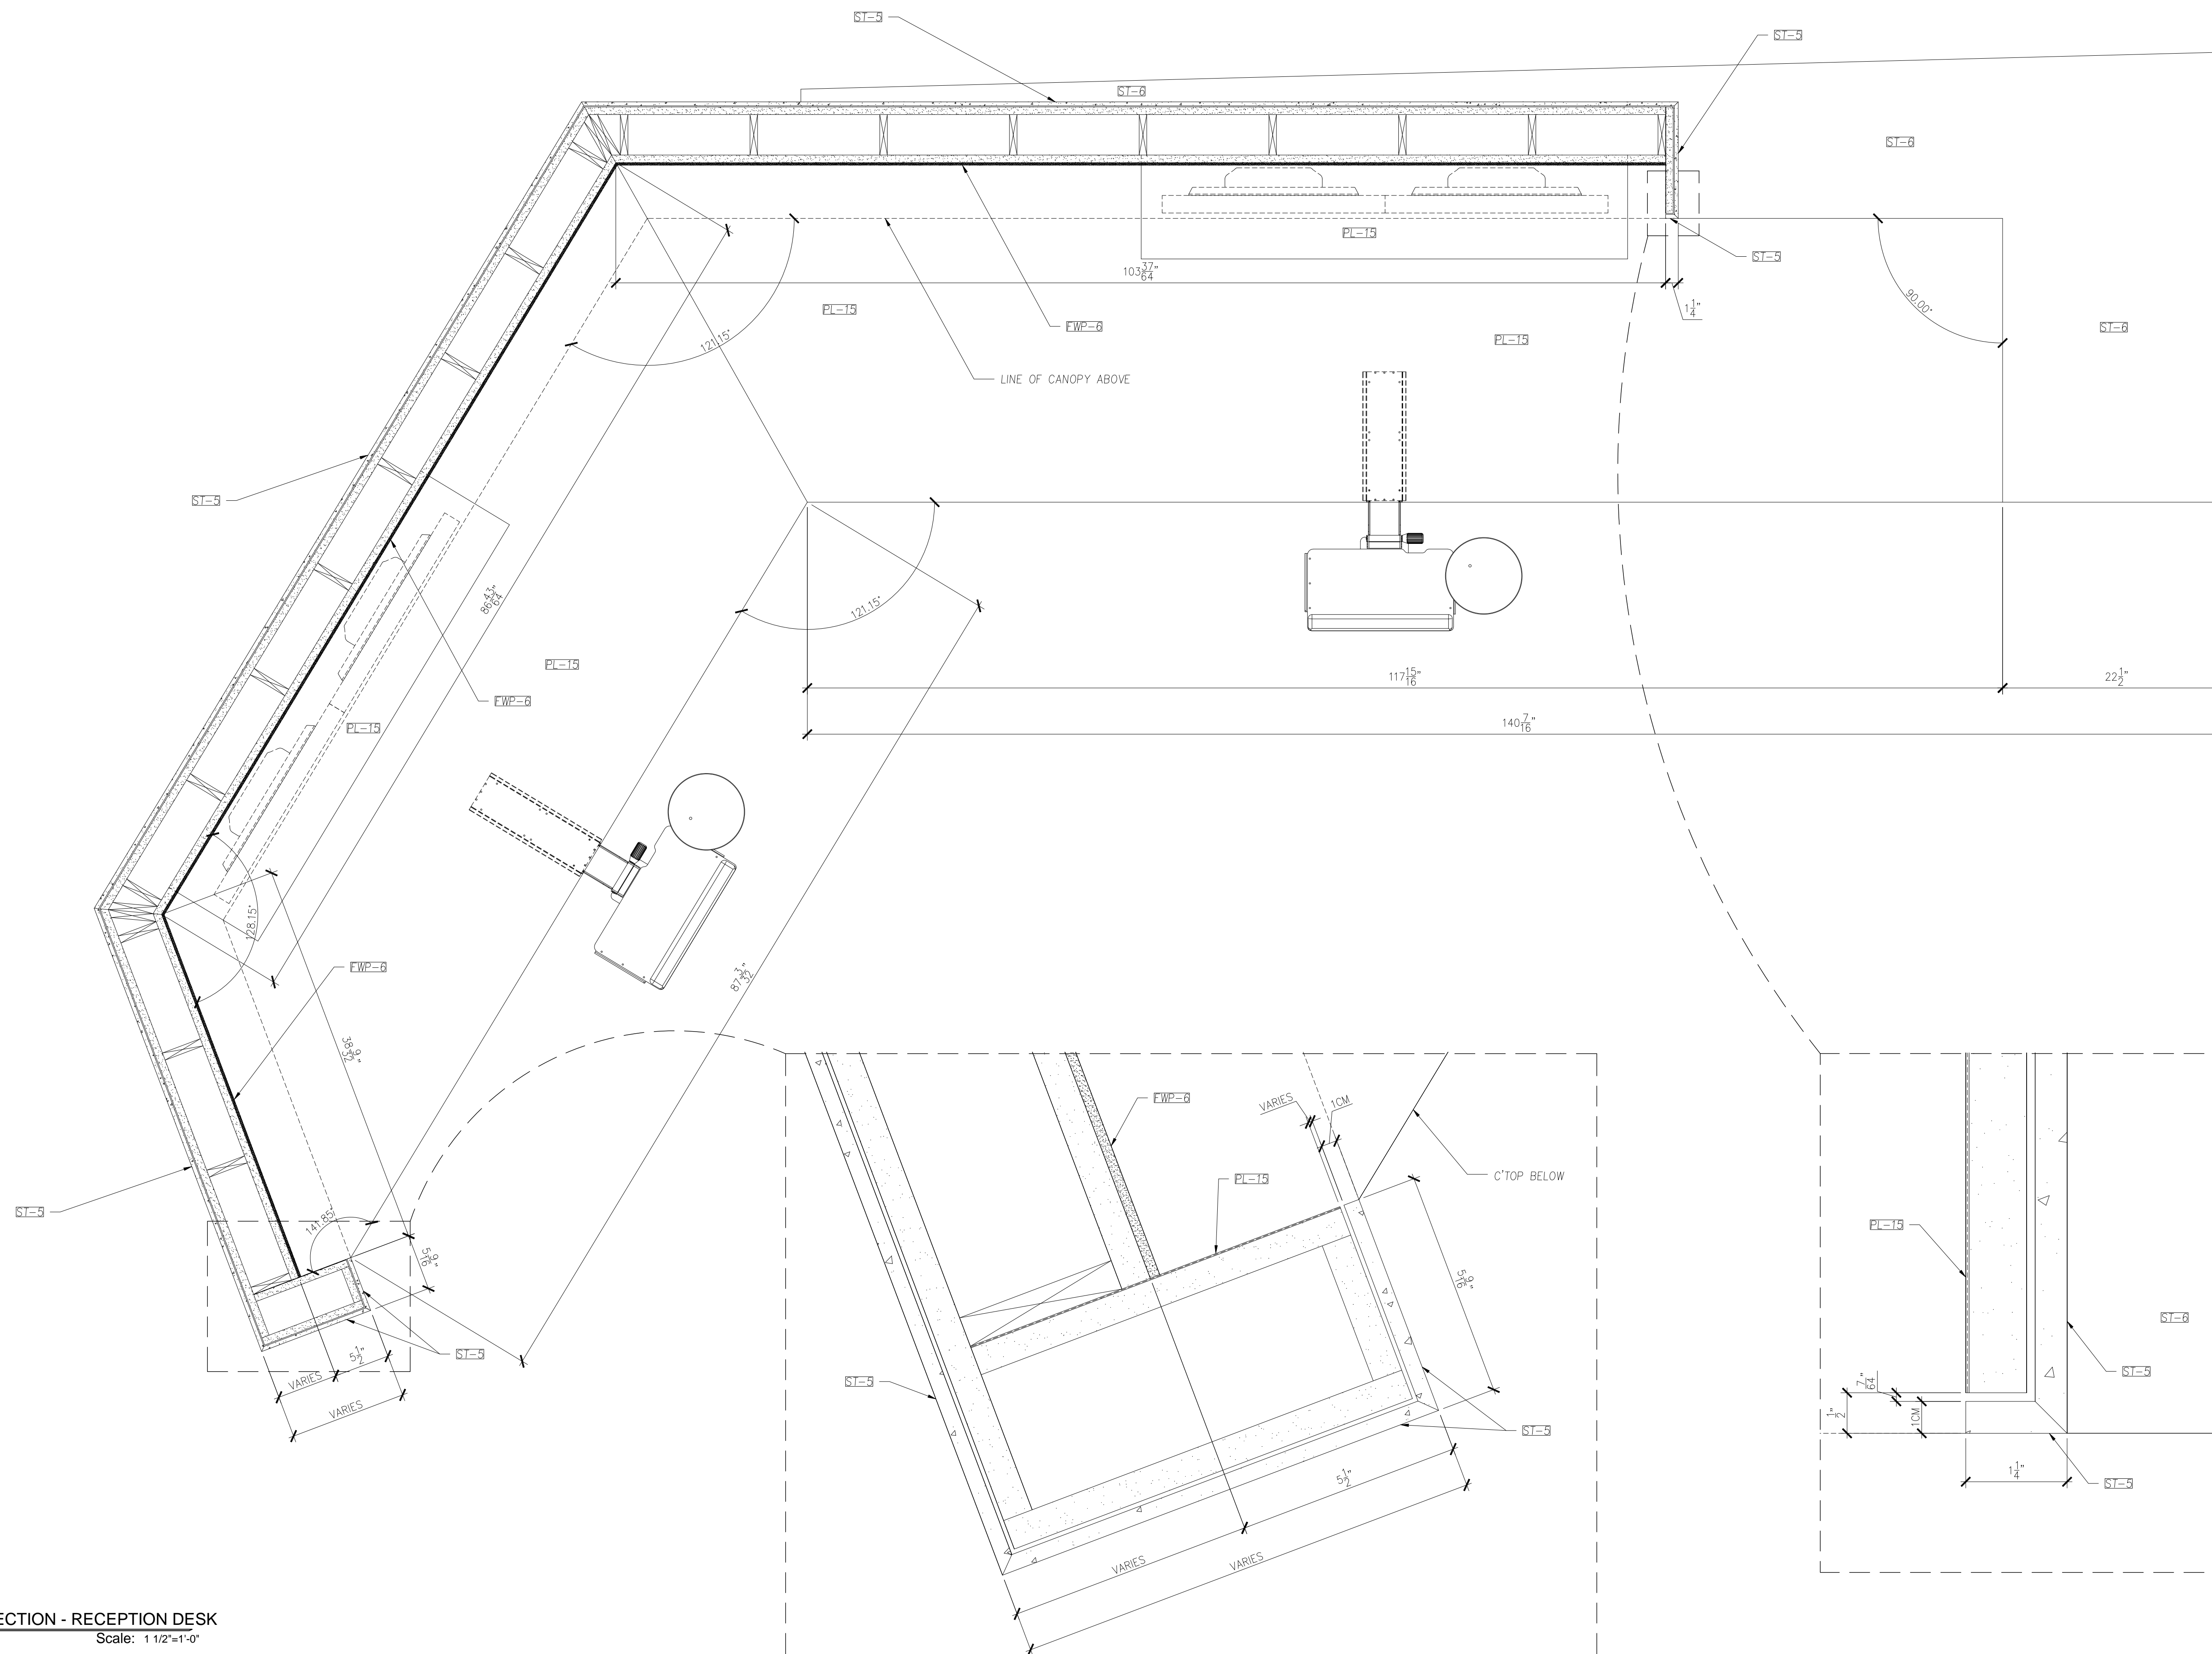 ST-5
ST-5
ST-6
ST-6
PL-15
ST-5
103 37/64"
1 1/4"
90.00°
PL-15
FWP-6
PL-15
ST-6
121.15°
LINE OF CANOPY ABOVE
ST-5
86 43/64"
121.15°
PL-15
117 15/16"
22 1/2"
FWP-6
PL-15
140 7/16"
128.15°
FWP-6
87 3/32"
38 9/32"
FWP-6
VARIES
1CM
C'TOP BELOW
PL-15
ST-5
141.85°
5 9/16"
PL-15
5 9/16"
ST-6
ST-5
5 1/2"
VARIES
VARIES
ST-5
ST-5
7/64"
1/2"
1CM
ST-5
1 1/4"
ST-5
5 1/2"
VARIES
VARIES
ECTION - RECEPTION DESK
Scale: 1 1/2"=1'-0"